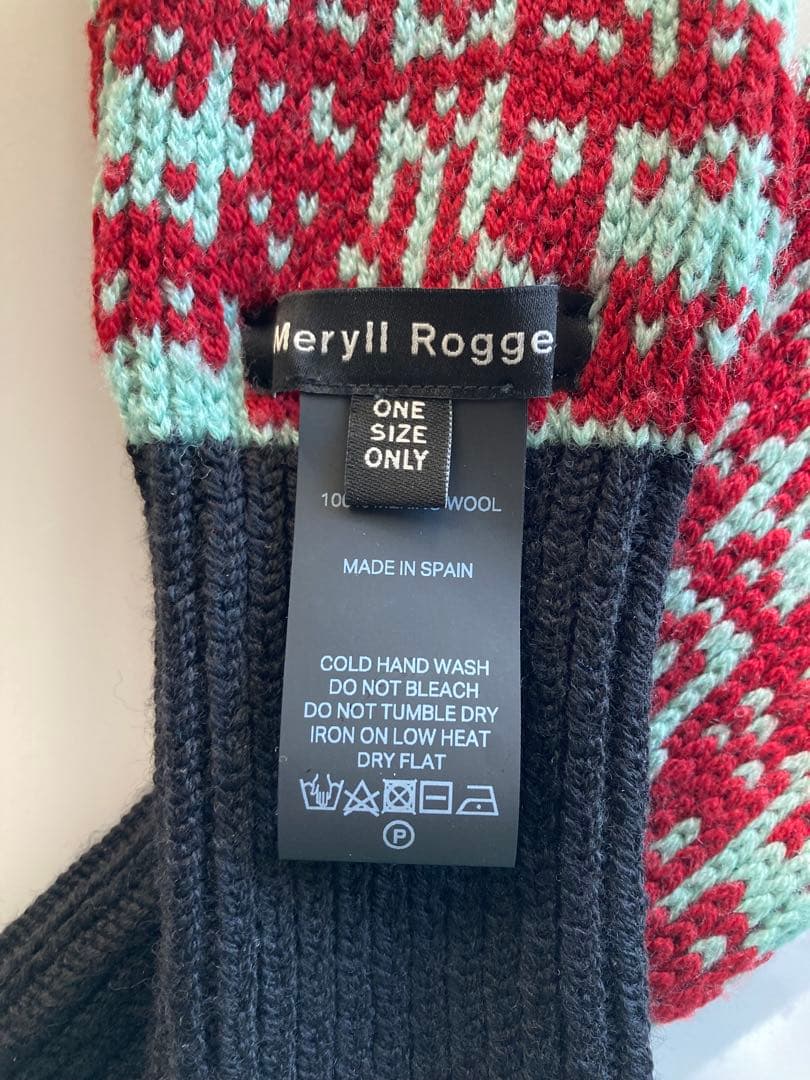 Meryll Rogge
ONE
SIZE
ONLY
100% MERINO WOOL
MADE IN SPAIN
COLD HAND WASH
DO NOT BLEACH
DO NOT TUMBLE DRY
IRON ON LOW HEAT
DRY FLAT
P